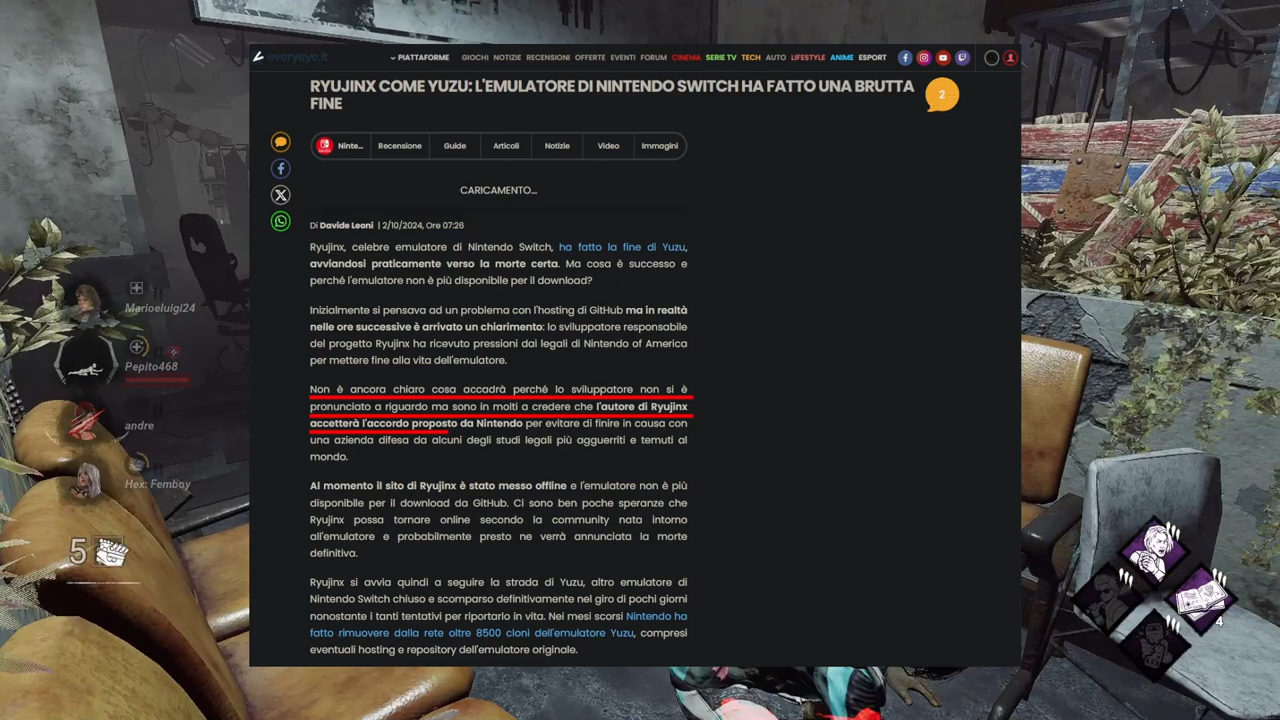 everyeye.it
PIATTAFORME GIOCHI NOTIZIE RECENSIONI OFFERTE EVENTI FORUM CINEMA SERIE TV TECH AUTO LIFESTYLE ANIME ESPORT
RYUJINX COME YUZU: L'EMULATORE DI NINTENDO SWITCH HA FATTO UNA BRUTTA
FINE
2
Ninte... Recensione Guide Articoli Notizie Video Immagini
CARICAMENTO...
Di Davide Leoni | 2/10/2024, Ore 07:26
Ryujinx, celebre emulatore di Nintendo Switch, ha fatto la fine di Yuzu,
avviandosi praticamente verso la morte certa. Ma cosa è successo e
perché l'emulatore non è più disponibile per il download?
Inizialmente si pensava ad un problema con l'hosting di GitHub ma in realtà
nelle ore successive è arrivato un chiarimento: lo sviluppatore responsabile
del progetto Ryujinx ha ricevuto pressioni dai legali di Nintendo of America
per mettere fine alla vita dell'emulatore.
Non è ancora chiaro cosa accadrà perché lo sviluppatore non si è
pronunciato a riguardo ma sono in molti a credere che l'autore di Ryujinx
accetterà l'accordo proposto da Nintendo per evitare di finire in causa con
una azienda difesa da alcuni degli studi legali più agguerriti e temuti al
mondo.
Al momento il sito di Ryujinx è stato messo offline e l'emulatore non è più
disponibile per il download da GitHub. Ci sono ben poche speranze che
Ryujinx possa tornare online secondo la community nata intorno
all'emulatore e probabilmente presto ne verrà annunciata la morte
definitiva.
Ryujinx si avvia quindi a seguire la strada di Yuzu, altro emulatore di
Nintendo Switch chiuso e scomparso definitivamente nel giro di pochi giorni
nonostante i tanti tentativi per riportarlo in vita. Nei mesi scorsi Nintendo ha
fatto rimuovere dalla rete oltre 8500 cloni dell'emulatore Yuzu, compresi
eventuali hosting e repository dell'emulatore originale.
Marioeluigi24
Pepito468
andre
Hex: Femboy
5
4